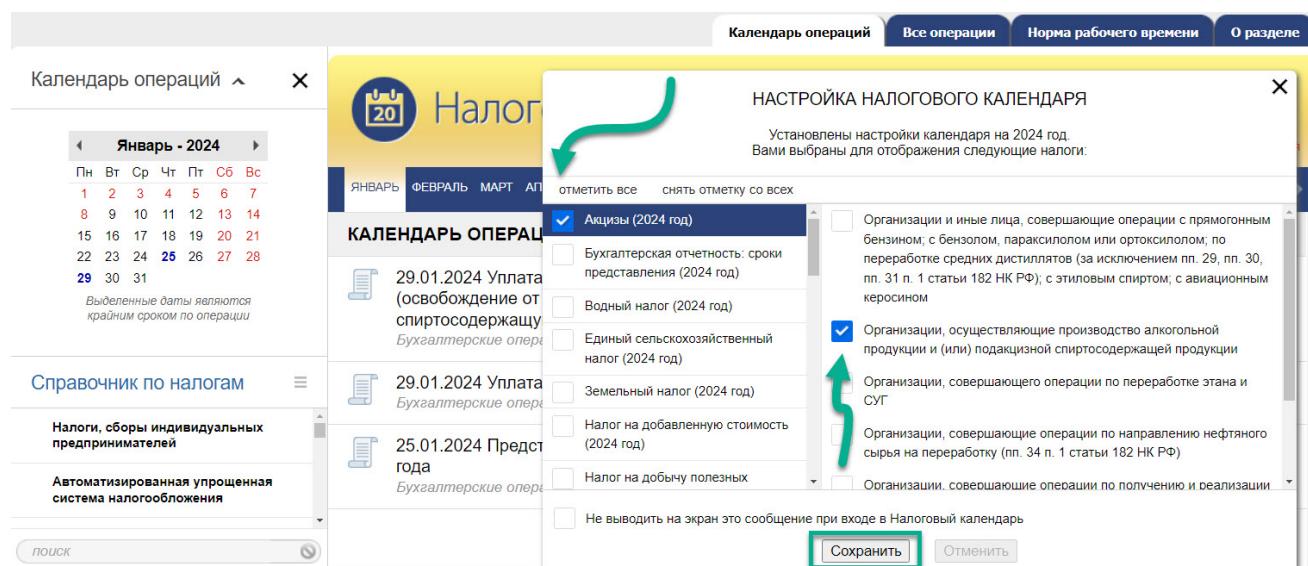 Календарь операций
Все операции
Норма рабочего времени
О разделе
Календарь операций
Январь - 2024
Пн Вт Ср Чт Пт Сб Вс
1 2 3 4 5 6 7
8 9 10 11 12 13 14
15 16 17 18 19 20 21
22 23 24 25 26 27 28
29 30 31
Выделенные даты являются
крайним сроком по операции
Справочник по налогам
Налоги, сборы индивидуальных
предпринимателей
Автоматизированная упрощенная
система налогообложения
поиск
20
Налог
ЯНВАРЬ ФЕВРАЛЬ МАРТ АП
КАЛЕНДАРЬ ОПЕРАЦ
29.01.2024 Уплата
(освобождение от
спиртосодержащу
Бухгалтерские опера
29.01.2024 Уплата
Бухгалтерские опера
25.01.2024 Предст
года
Бухгалтерские опера
НАСТРОЙКА НАЛОГОВОГО КАЛЕНДАРЯ
Установлены настройки календаря на 2024 год.
Вами выбраны для отображения следующие налоги:
отметить все снять отметку со всех
Акцизы (2024 год)
Бухгалтерская отчетность: сроки
представления (2024 год)
Водный налог (2024 год)
Единый сельскохозяйственный
налог (2024 год)
Земельный налог (2024 год)
Налог на добавленную стоимость
(2024 год)
Налог на добычу полезных
Организации и иные лица, совершающие операции с прямогонным
бензином; с бензолом, параксилолом или ортоксилолом; по
переработке средних дистиллятов (за исключением пп. 29, пп. 30,
пп. 31 п. 1 статьи 182 НК РФ); с этиловым спиртом; с авиационным
керосином
Организации, осуществляющие производство алкогольной
продукции и (или) подакцизной спиртосодержащей продукции
Организации, совершающего операции по переработке этана и
СУГ
Организации, совершающие операции по направлению нефтяного
сырья на переработку (пп. 34 п. 1 статьи 182 НК РФ)
Организации, совершающие операции по получению и реализации
Не выводить на экран это сообщение при входе в Налоговый календарь
Сохранить
Отменить